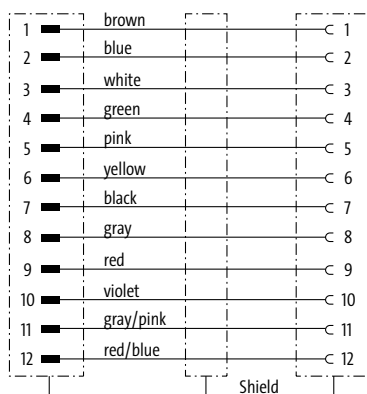 1 brown 1
2 blue 2
3 white 3
4 green 4
5 pink 5
6 yellow 6
7 black 7
8 gray 8
9 red 9
10 violet 10
11 gray/pink 11
12 red/blue 12
Shield